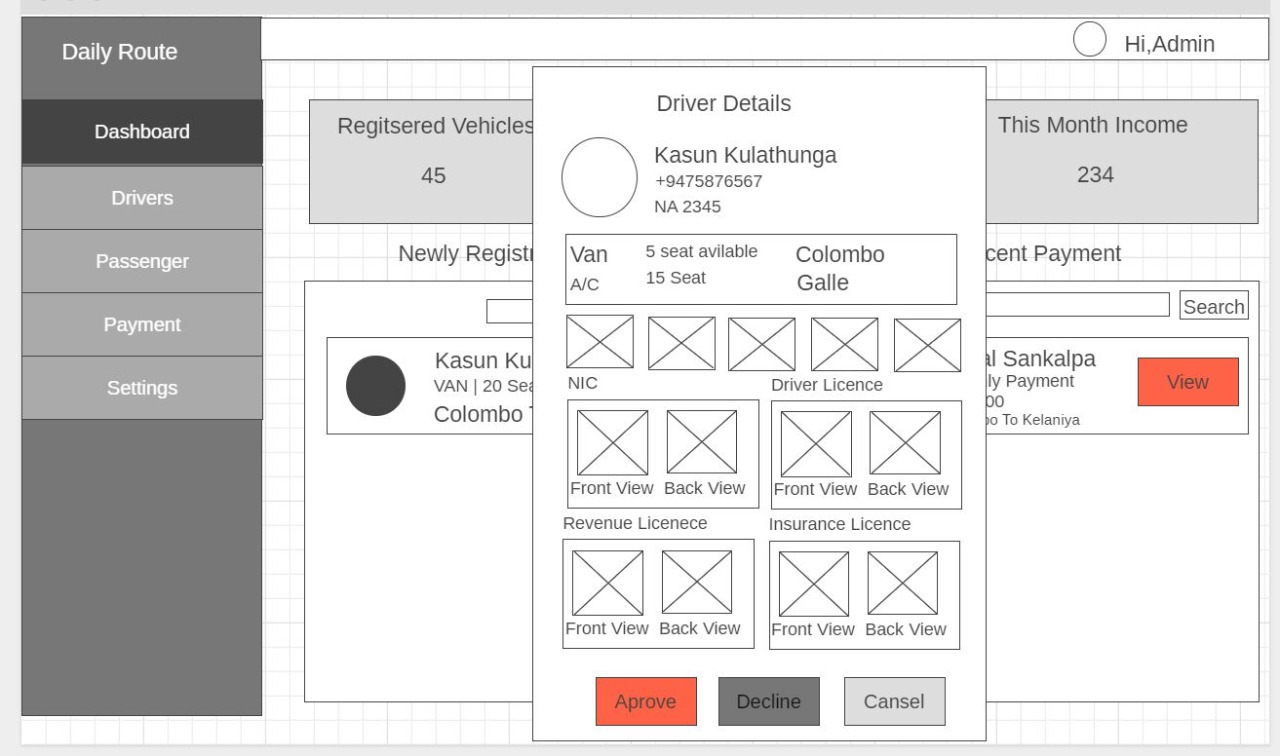 Daily Route
Hi,Admin
Dashboard
Drivers
Passenger
Payment
Settings
Regitsered Vehicles
45
This Month Income
234
Newly Regist
cent Payment
Search
Kasun Ku
VAN | 20 Sea
Colombo
al Sankalpa
ly Payment
00
oo To Kelaniya
View
Driver Details
Kasun Kulathunga
+9475876567
NA 2345
Van 5 seat avilable Colombo
A/C 15 Seat Galle
NIC Driver Licence
Front View Back View Front View Back View
Revenue Licenece Insurance Licence
Front View Back View Front View Back View
Aprove Decline Cansel